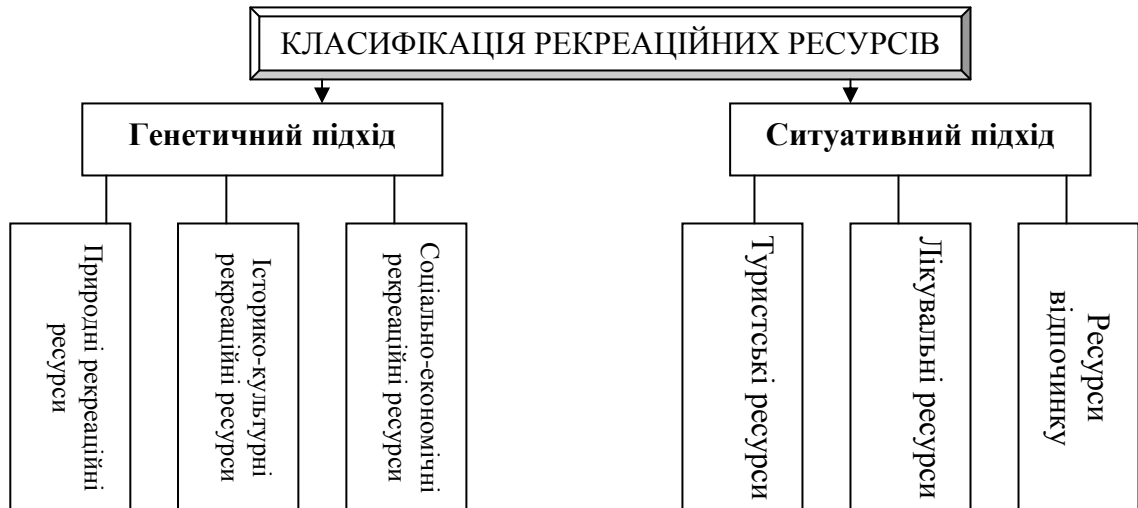 КЛАСИФІКАЦІЯ РЕКРЕАЦІЙНИХ РЕСУРСІВ
Генетичний підхід
Ситуативний підхід
Природні рекреаційні
ресурси
Історико-культурні
рекреаційні ресурси
Соціально-економічні
рекреаційні ресурси
Туристські ресурси
Лікувальні ресурси
Ресурси
відпочинку